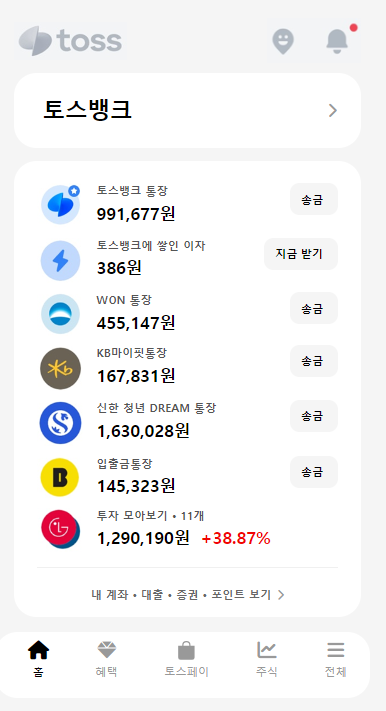 toss
토스뱅크
토스뱅크 통장
991,677원
송금
토스뱅크에 쌓인 이자
386원
지금 받기
WON 통장
455,147원
송금
KB마이핏통장
167,831원
송금
신한 청년 DREAM 통장
1,630,028원
송금
입출금통장
145,323원
송금
투자 모아보기 • 11개
1,290,190원 +38.87%
내 계좌 • 대출 • 증권 • 포인트 보기
홈 혜택 토스페이 주식 전체